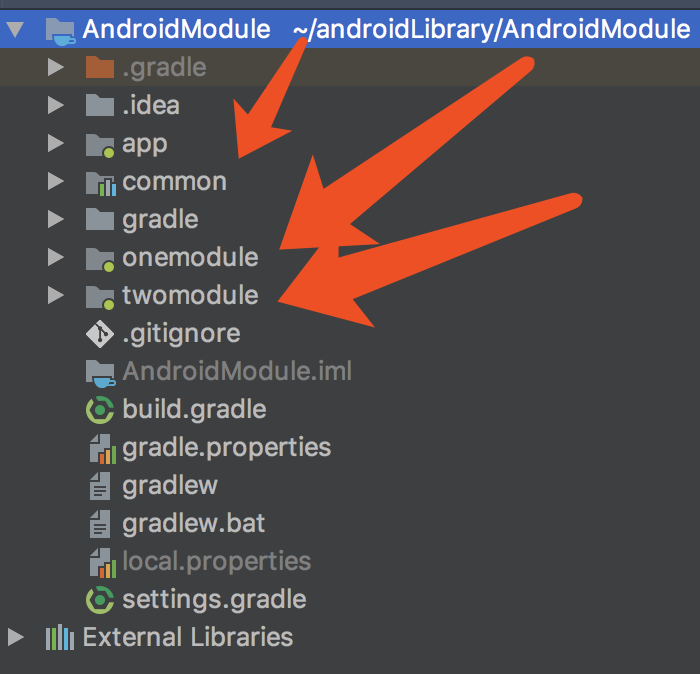 AndroidModule ~/androidLibrary/AndroidModule
.gradle
.idea
app
common
gradle
onemodule
twomodule
.gitignore
AndroidModule.iml
build.gradle
gradle.properties
gradlew
gradlew.bat
local.properties
settings.gradle
External Libraries